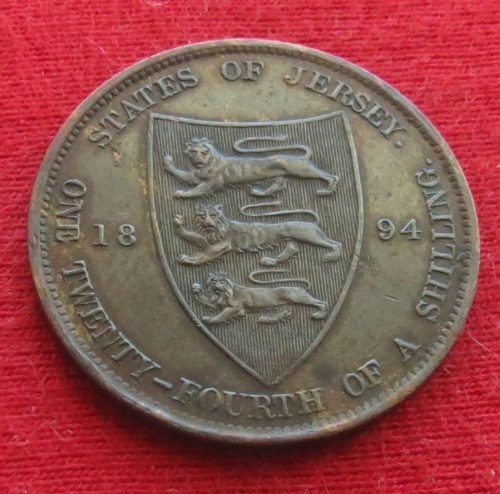 STATES OF JERSEY.
18 94
ONE TWENTY-FOURTH OF A SHILLING.